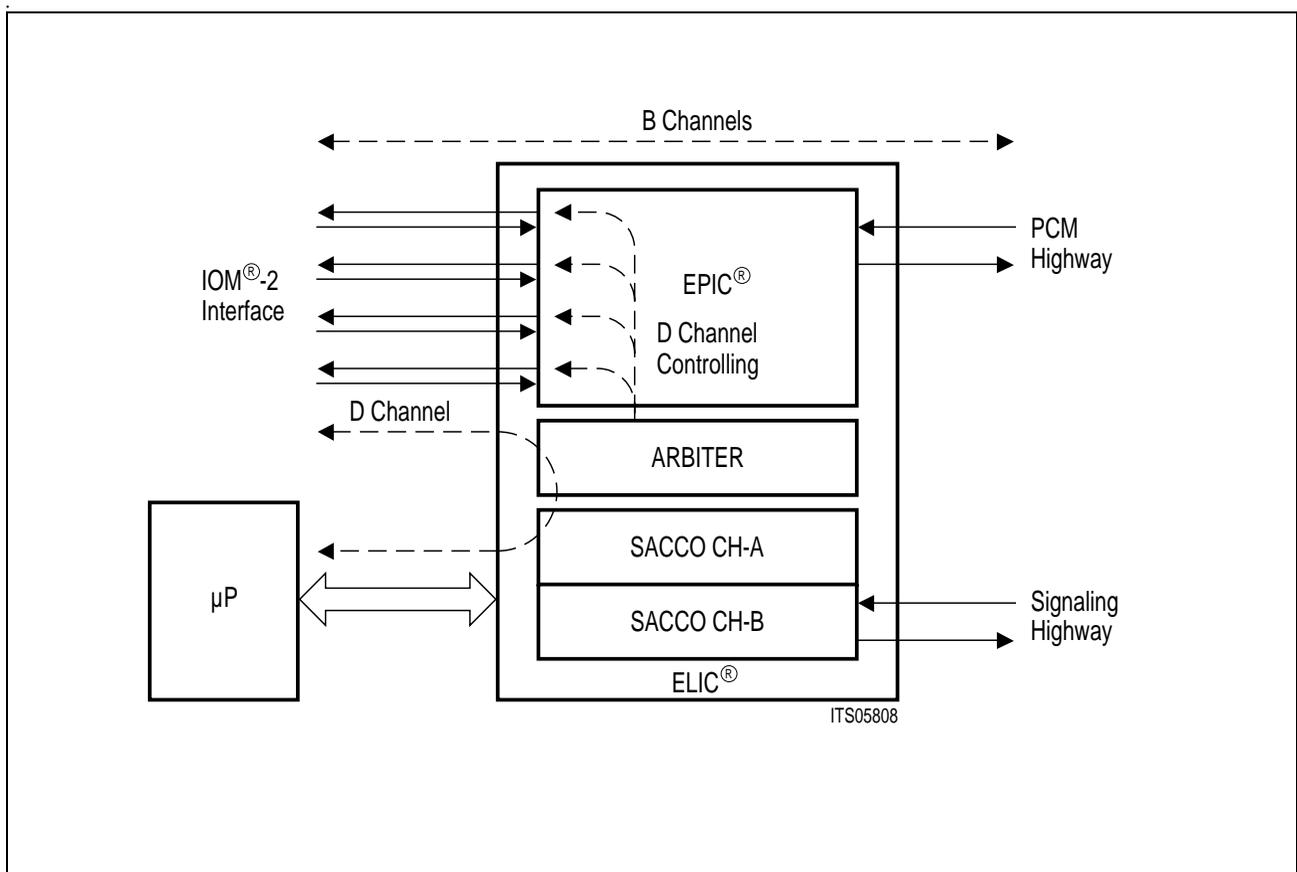 B Channels
IOM®-2
Interface
EPIC®
PCM
Highway
D Channel
Controlling
D Channel
ARBITER
SACCO CH-A
µP
SACCO CH-B
Signaling
Highway
ELIC®
ITS05808